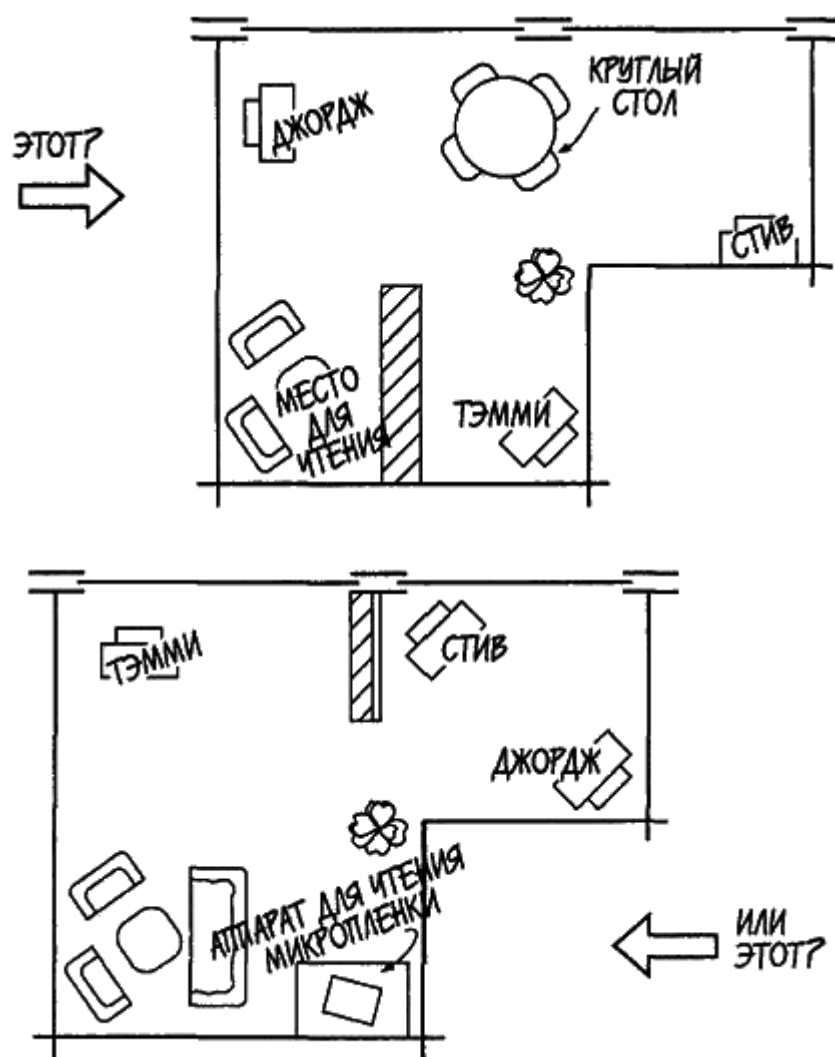 КРУГЛЫЙ
СТОЛ
ДЖОРДЖ
ЭТОТ?
СТИВ
МЕСТО
ДЛЯ
ЧТЕНИЯ
ТЭММИ
ТЭММИ
СТИВ
ДЖОРДЖ
АППАРАТ ДЛЯ ЧТЕНИЯ
МИКРОПЛЕНКИ
ИЛИ
ЭТОТ?